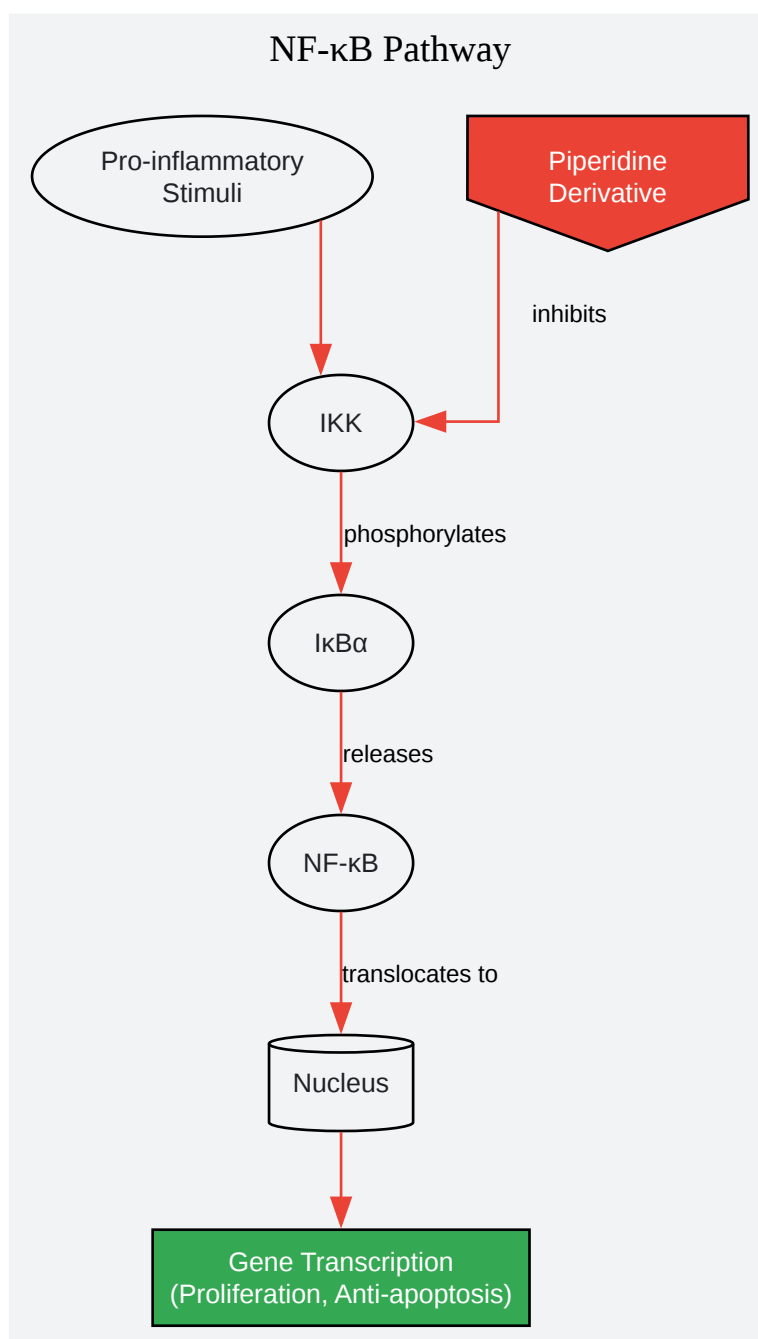 NF-κB Pathway
Pro-inflammatory
Stimuli
Piperidine
Derivative
inhibits
IKK
phosphorylates
IκBα
releases
NF-κB
translocates to
Nucleus
Gene Transcription
(Proliferation, Anti-apoptosis)